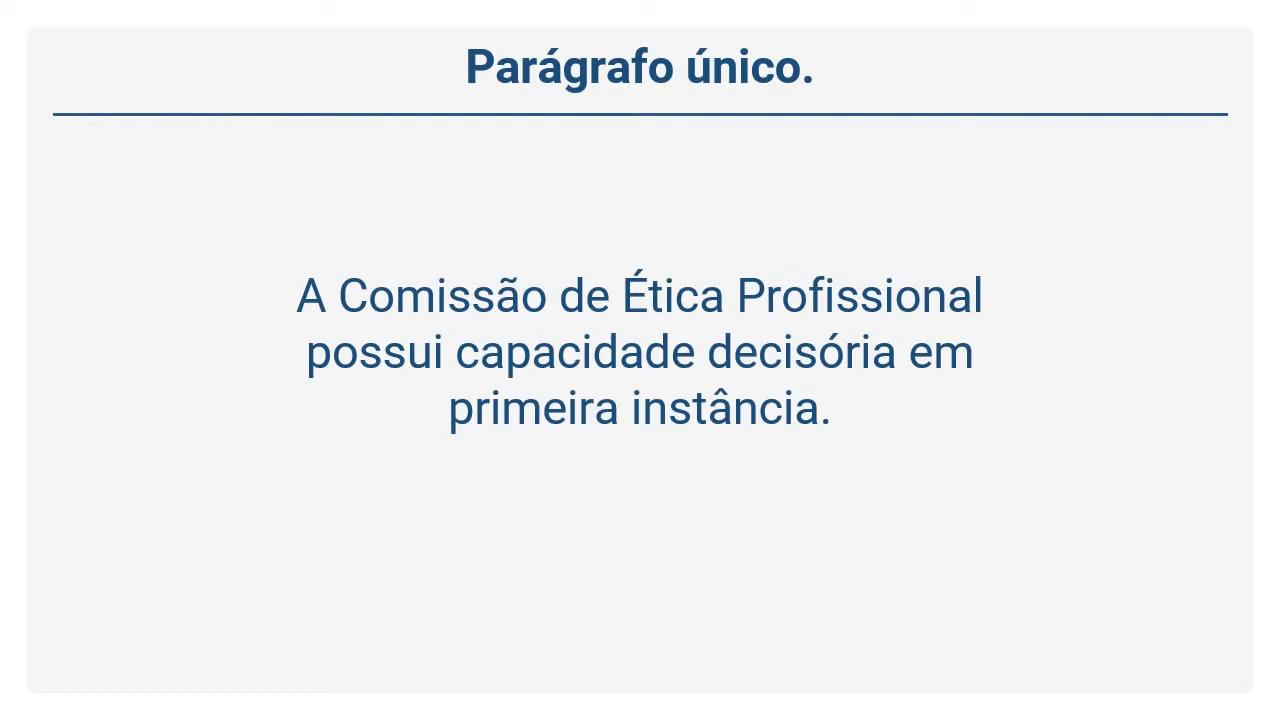 Parágrafo único.
A Comissão de Ética Profissional
possui capacidade decisória em
primeira instância.